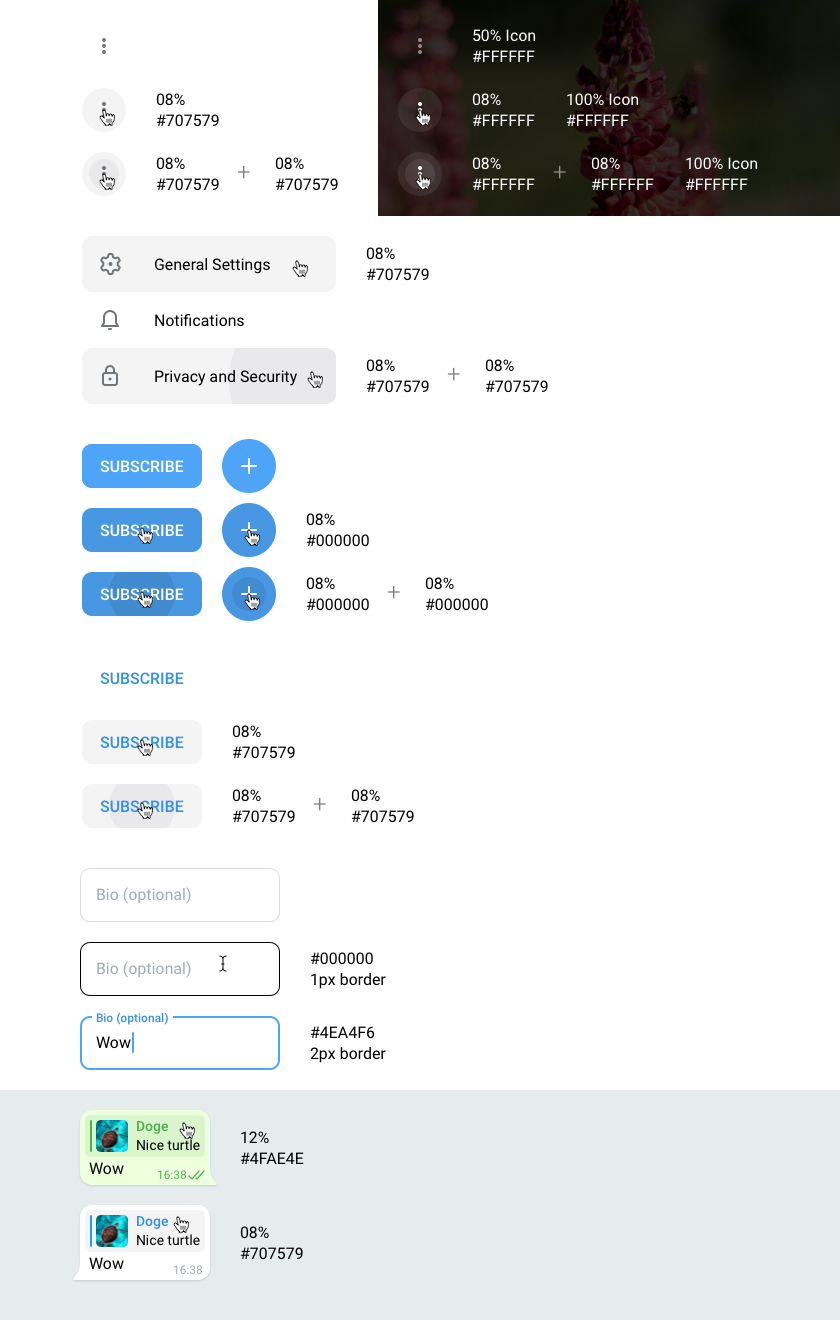 50% Icon
#FFFFFF
08%
#707579
08%
#FFFFFF
100% Icon
#FFFFFF
08%
#707579
+
08%
#707579
08%
#FFFFFF
+
08%
#FFFFFF
100% Icon
#FFFFFF
General Settings
08%
#707579
Notifications
Privacy and Security
08%
#707579
+
08%
#707579
SUBSCRIBE
+
SUBSCRIBE
08%
#000000
SUBSCRIBE
08%
#000000
+
08%
#000000
SUBSCRIBE
SUBSCRIBE
08%
#707579
SUBSCRIBE
08%
#707579
+
08%
#707579
Bio (optional)
Bio (optional)
#000000
1px border
Bio (optional)
Wow
#4EA4F6
2px border
Doge
Nice turtle
Wow
16:38
12%
#4FAE4E
Doge
Nice turtle
Wow
16:38
08%
#707579